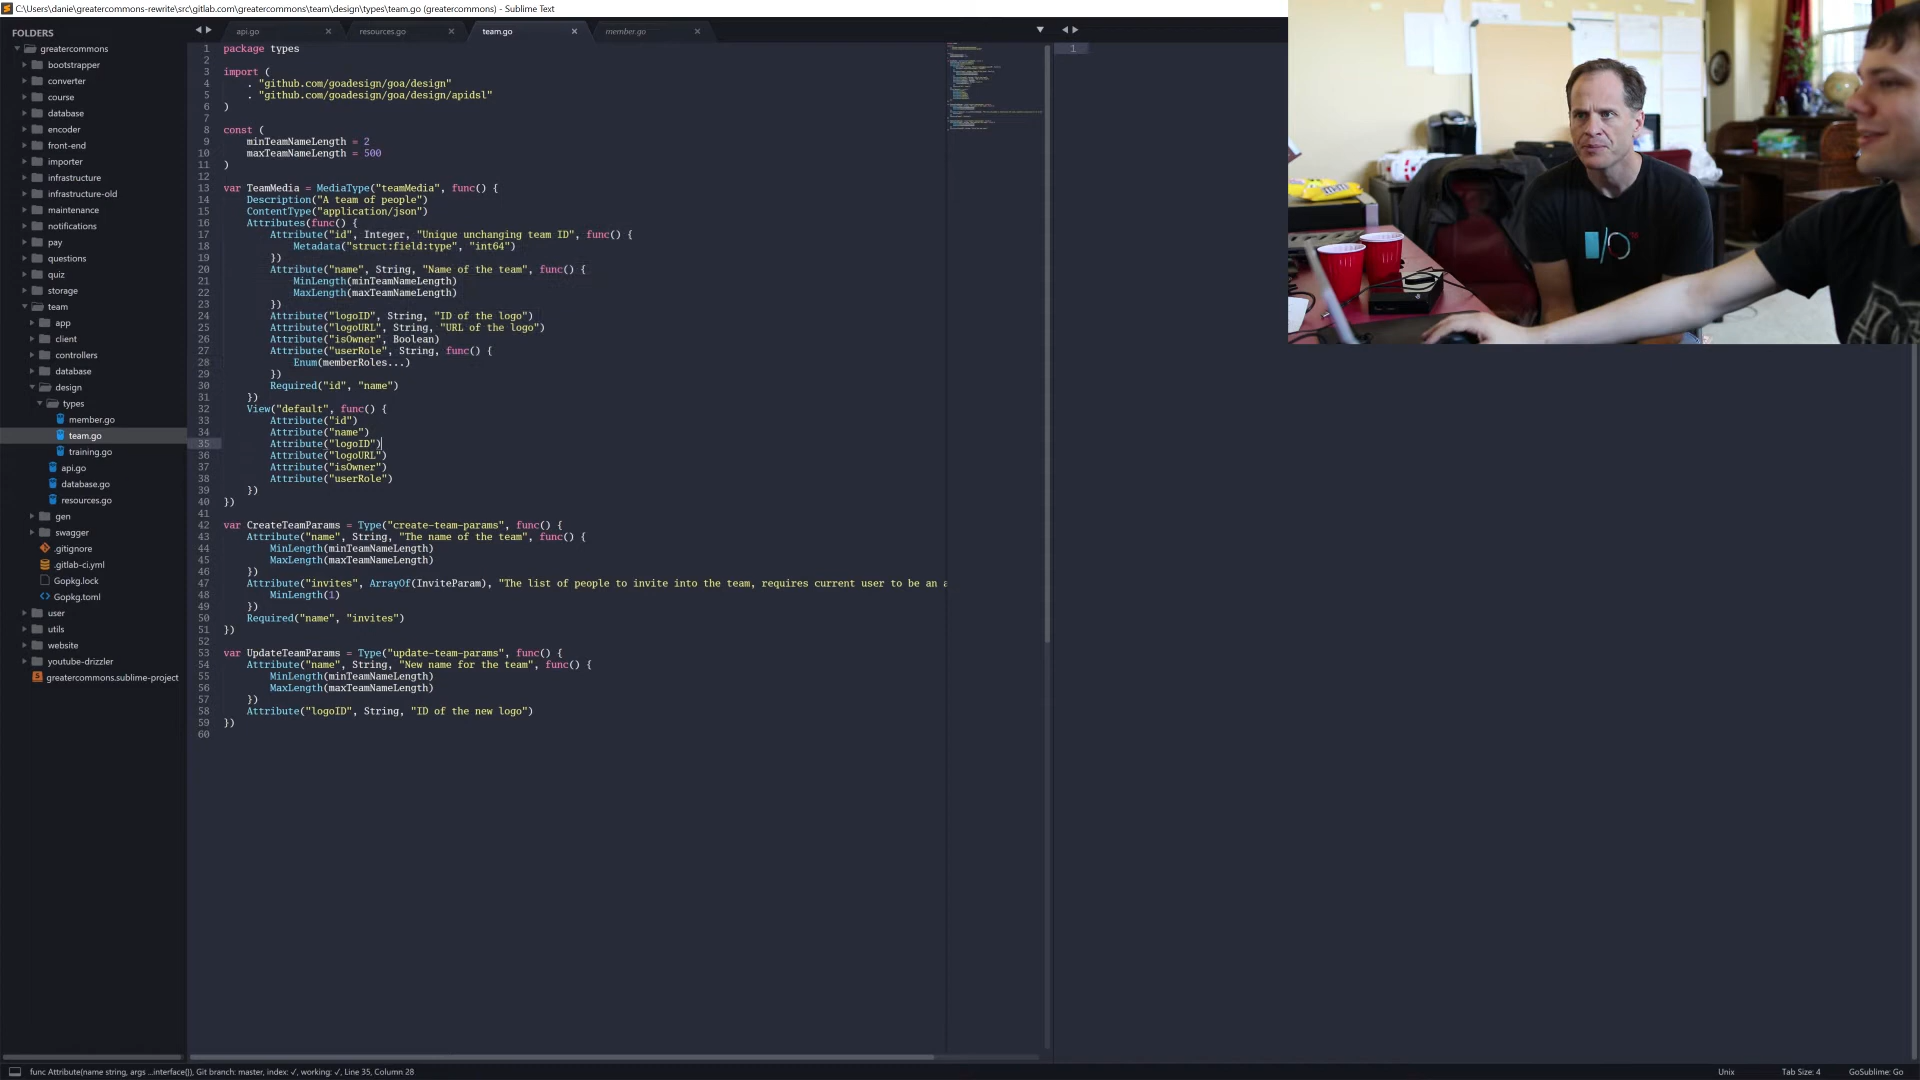 C:\Users\danie\greatercommons-rewrite\src\gitlab.com\greatercommons\team\design\types\team.go (greatercommons) - Sublime Text
FOLDERS
greatercommons
bootstrapper
converter
course
database
encoder
front-end
importer
infrastructure
infrastructure-old
maintenance
notifications
pay
questions
quiz
storage
team
app
client
controllers
database
design
types
member.go
team.go
training.go
api.go
database.go
resources.go
gen
swagger
.gitignore
.gitlab-ci.yml
Gopkg.lock
Gopkg.toml
user
utils
website
youtube-drizzler
greatercommons.sublime-project
api.go
resources.go
team.go
member.go
1 package types
2
3 import (
4 . "github.com/goadesign/goa/design"
5 . "github.com/goadesign/goa/design/apidsl"
6 )
7
8 const (
9 minTeamNameLength = 2
10 maxTeamNameLength = 500
11 )
12
13 var TeamMedia = MediaType("teamMedia", func() {
14 Description("A team of people")
15 ContentType("application/json")
16 Attributes(func() {
17 Attribute("id", Integer, "Unique unchanging team ID", func() {
18 Metadata("struct:field:type", "int64")
19 })
20 Attribute("name", String, "Name of the team", func() {
21 MinLength(minTeamNameLength)
22 MaxLength(maxTeamNameLength)
23 })
24 Attribute("logoID", String, "ID of the logo")
25 Attribute("logoURL", String, "URL of the logo")
26 Attribute("isOwner", Boolean)
27 Attribute("userRole", String, func() {
28 Enum(memberRoles...)
29 })
30 Required("id", "name")
31 })
32 View("default", func() {
33 Attribute("id")
34 Attribute("name")
35 Attribute("logoID")
36 Attribute("logoURL")
37 Attribute("isOwner")
38 Attribute("userRole")
39 })
40 })
41
42 var CreateTeamParams = Type("create-team-params", func() {
43 Attribute("name", String, "The name of the team", func() {
44 MinLength(minTeamNameLength)
45 MaxLength(maxTeamNameLength)
46 })
47 Attribute("invites", ArrayOf(InviteParam), "The list of people to invite into the team, requires current user to be an a
48 MinLength(1)
49 })
50 Required("name", "invites")
51 })
52
53 var UpdateTeamParams = Type("update-team-params", func() {
54 Attribute("name", String, "New name for the team", func() {
55 MinLength(minTeamNameLength)
56 MaxLength(maxTeamNameLength)
57 })
58 Attribute("logoID", String, "ID of the new logo")
59 })
60
1
I/O
func Attribute(name string, args ...interface{}), Git branch: master, index: ✓, working: ✓, Line 35, Column 28
Unix
Tab Size: 4
GoSublime: Go